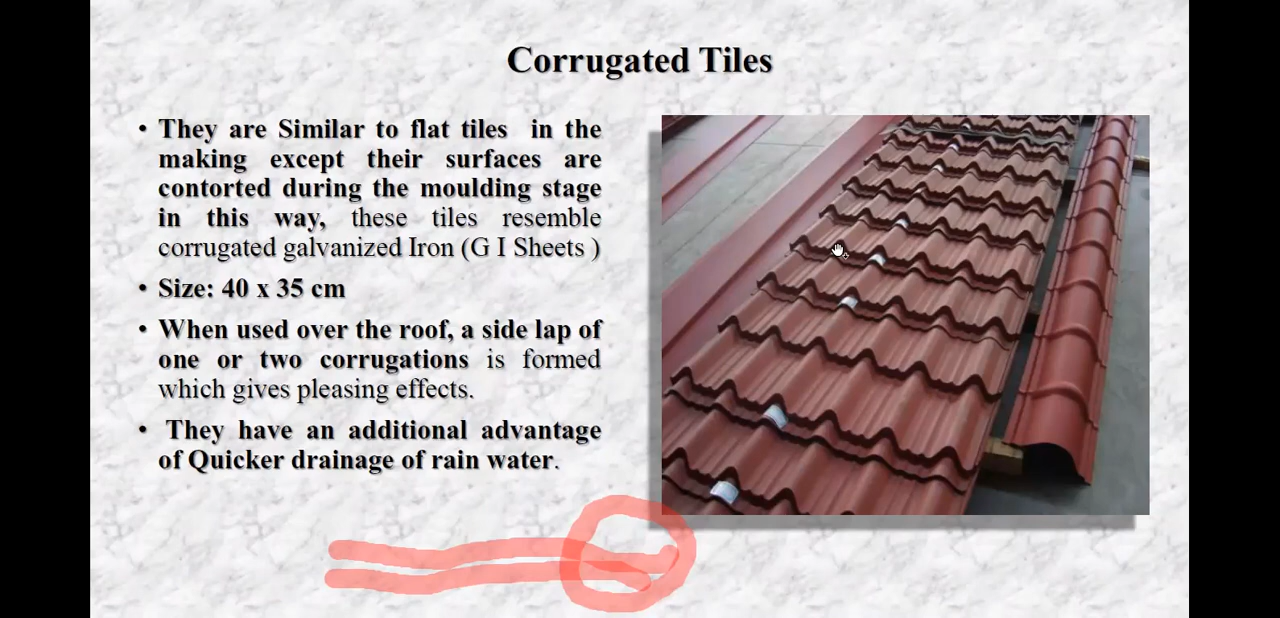 Corrugated Tiles
• They are Similar to flat tiles in the
making except their surfaces are
contorted during the moulding stage
in this way, these tiles resemble
corrugated galvanized Iron (G I Sheets )
• Size: 40 x 35 cm
• When used over the roof, a side lap of
one or two corrugations is formed
which gives pleasing effects.
• They have an additional advantage
of Quicker drainage of rain water.